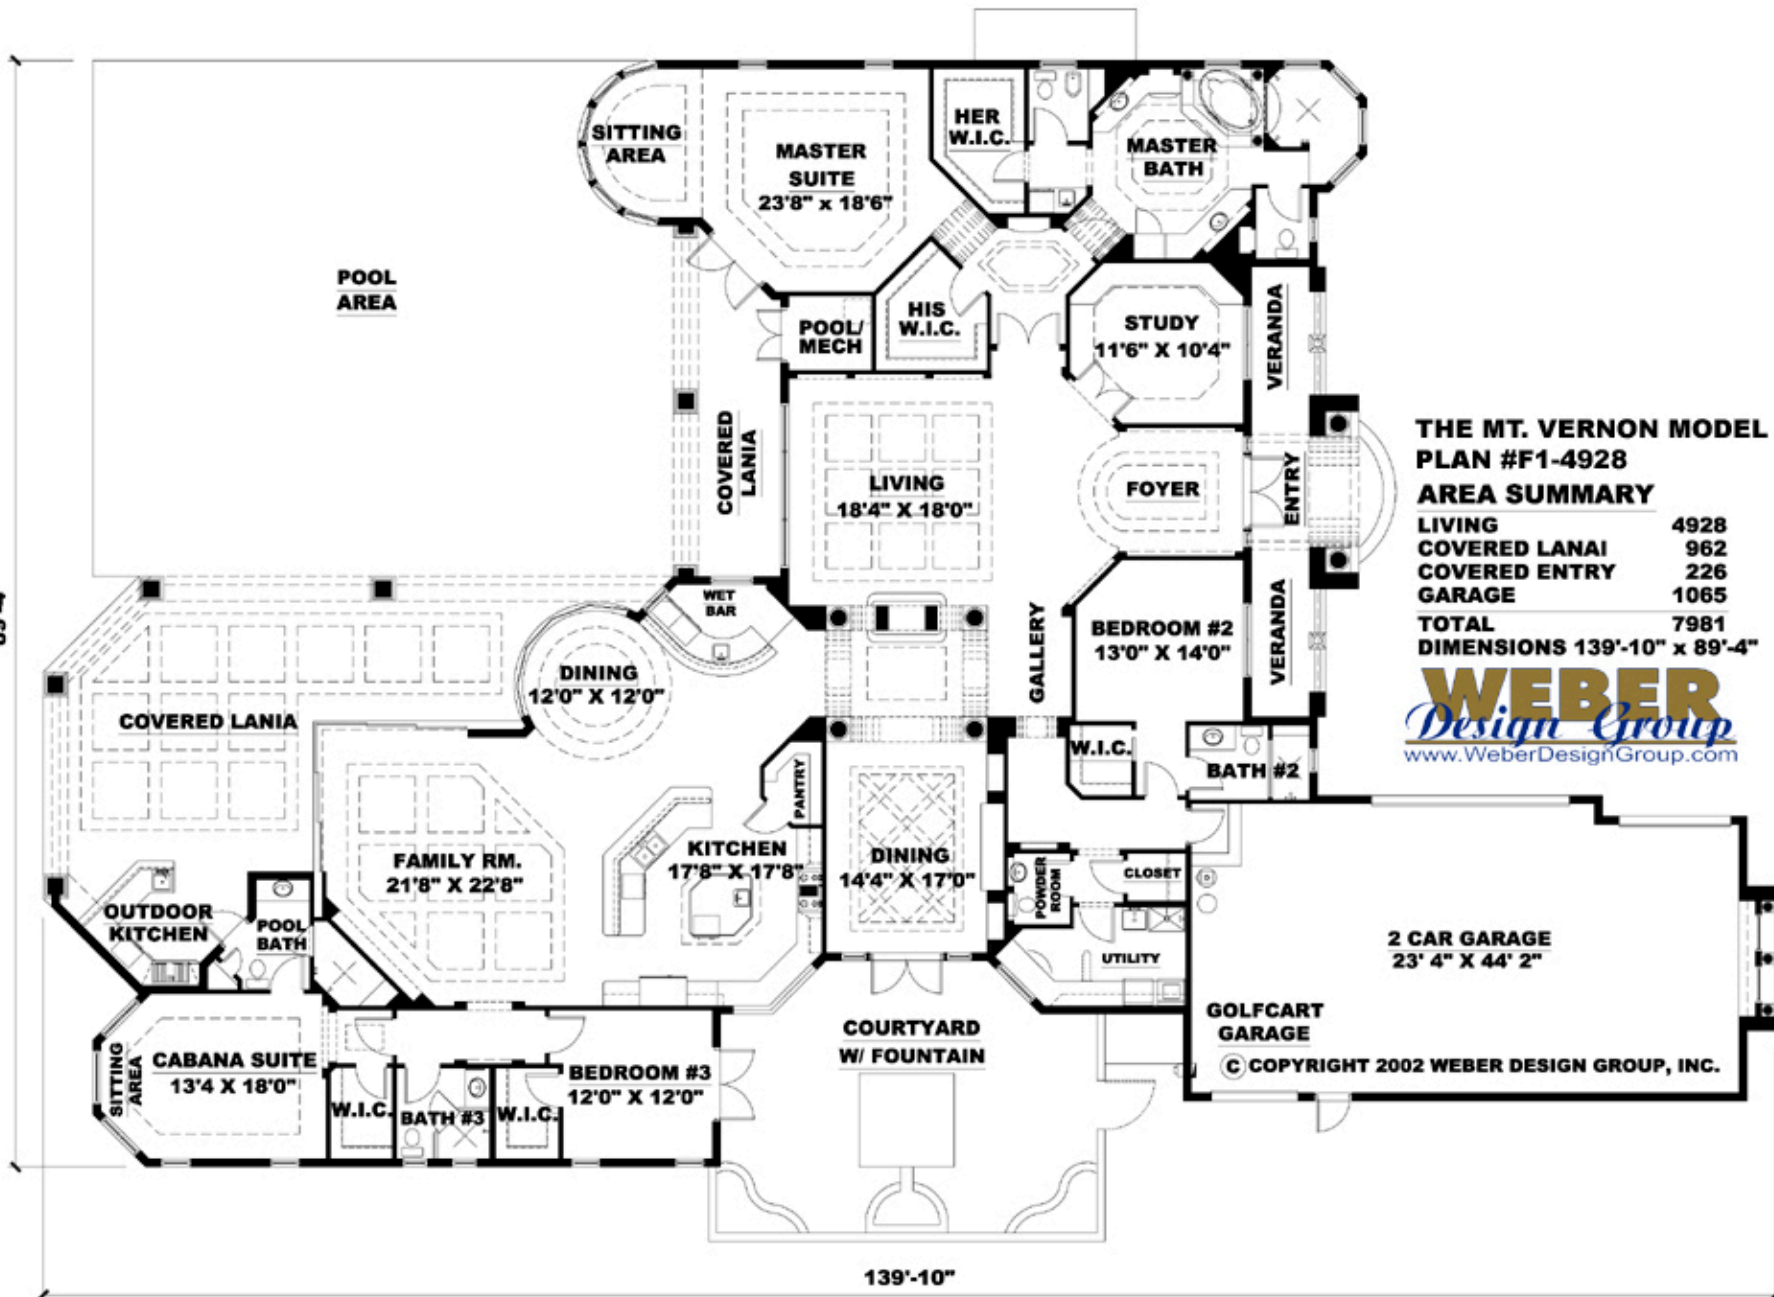 SITTING
AREA
MASTER
SUITE
23'8" x 18'6"
HER
W.I.C.
MASTER
BATH
POOL
AREA
HIS
W.I.C.
POOL/
MECH
STUDY
11'6" X 10'4"
VERANDA
COVERED
LANIA
LIVING
18'4" X 18'0"
FOYER
ENTRY
THE MT. VERNON MODEL
PLAN #F1-4928
AREA SUMMARY
LIVING 4928
COVERED LANAI 962
COVERED ENTRY 226
GARAGE 1065
TOTAL 7981
DIMENSIONS 139'-10" x 89'-4"
WEBER
Design Group
www.WeberDesignGroup.com
WET
BAR
DINING
12'0" X 12'0"
GALLERY
BEDROOM #2
13'0" X 14'0"
VERANDA
COVERED LANIA
W.I.C.
BATH #2
PANTRY
FAMILY RM.
21'8" X 22'8"
KITCHEN
17'8" X 17'8"
DINING
14'4" X 17'0"
POWDER
ROOM
CLOSET
OUTDOOR
KITCHEN
POOL
BATH
UTILITY
2 CAR GARAGE
23' 4" X 44' 2"
GOLFCART
GARAGE
© COPYRIGHT 2002 WEBER DESIGN GROUP, INC.
COURTYARD
W/ FOUNTAIN
SITTING
AREA
CABANA SUITE
13'4 X 18'0"
W.I.C.
BATH #3
W.I.C.
BEDROOM #3
12'0" X 12'0"
139'-10"